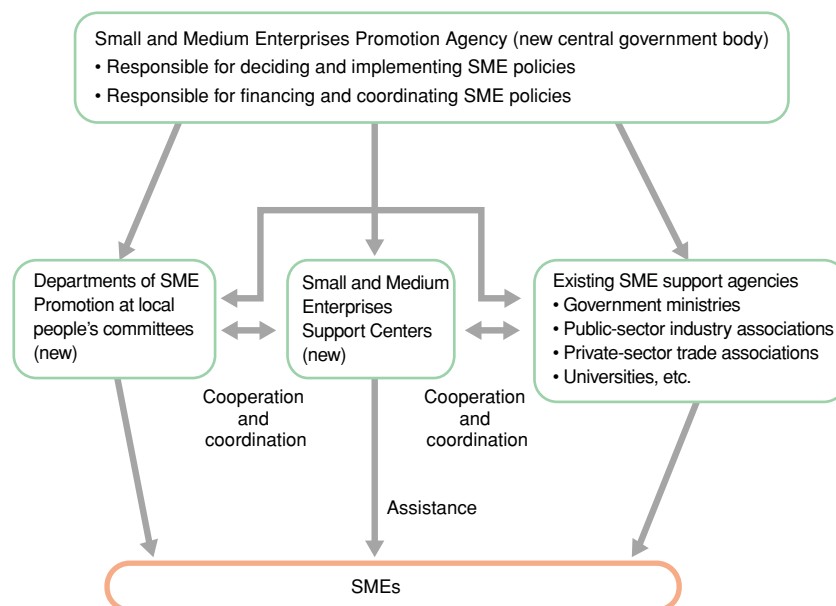 Small and Medium Enterprises Promotion Agency (new central government body)
• Responsible for deciding and implementing SME policies
• Responsible for financing and coordinating SME policies
Departments of SME
Promotion at local
people's committees
(new)
Small and Medium
Enterprises
Support Centers
(new)
Existing SME support agencies
• Government ministries
• Public-sector industry associations
• Private-sector trade associations
• Universities, etc.
Cooperation
and
coordination
Cooperation
and
coordination
Assistance
SMEs